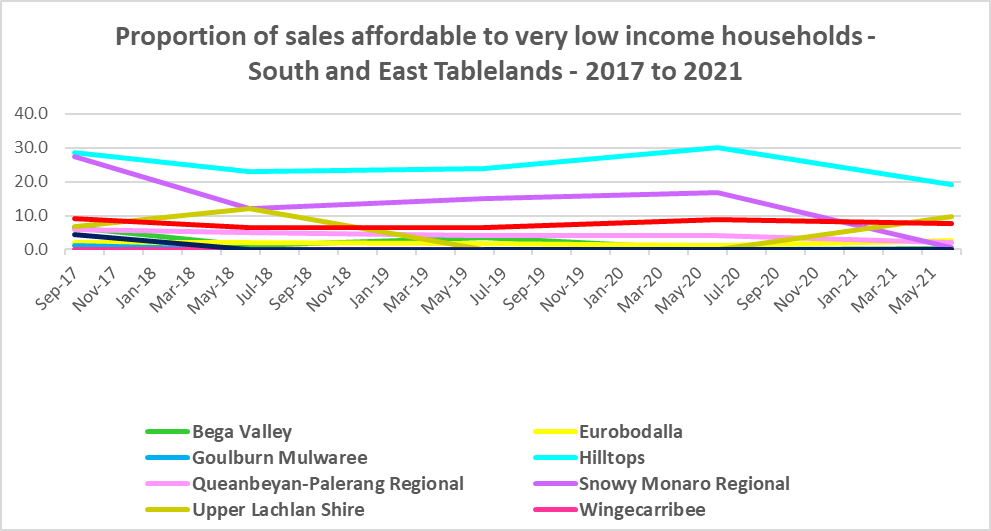 Proportion of sales affordable to very low income households -
South and East Tablelands - 2017 to 2021
40.0
30.0
20.0
10.0
0.0
Sep-17 Nov-17 Jan-18 Mar-18 May-18 Jul-18 Sep-18 Nov-18 Jan-19 Mar-19 May-19 Jul-19 Sep-19 Nov-19 Jan-20 Mar-20 May-20 Jul-20 Sep-20 Nov-20 Jan-21 Mar-21 May-21
Bega Valley Eurobodalla
Goulburn Mulwaree Hilltops
Queanbeyan-Palerang Regional Snowy Monaro Regional
Upper Lachlan Shire Wingecarribee